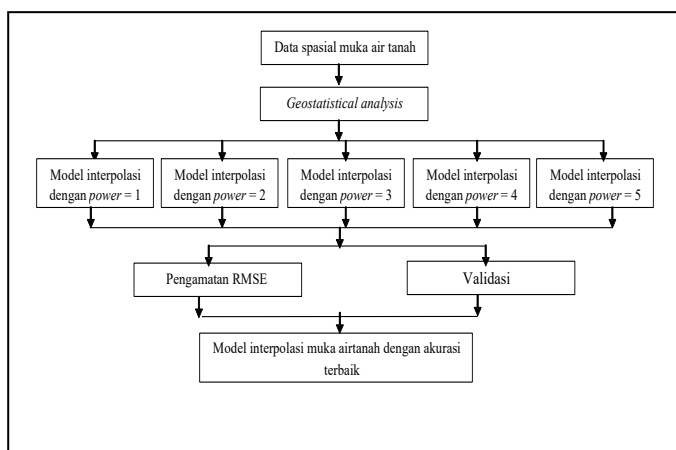 Data spasial muka air tanah
Geostatistical analysis
Model interpolasi
dengan power = 1
Model interpolasi
dengan power = 2
Model interpolasi
dengan power = 3
Model interpolasi
dengan power = 4
Model interpolasi
dengan power = 5
Pengamatan RMSE
Validasi
Model interpolasi muka airtanah dengan akurasi
terbaik